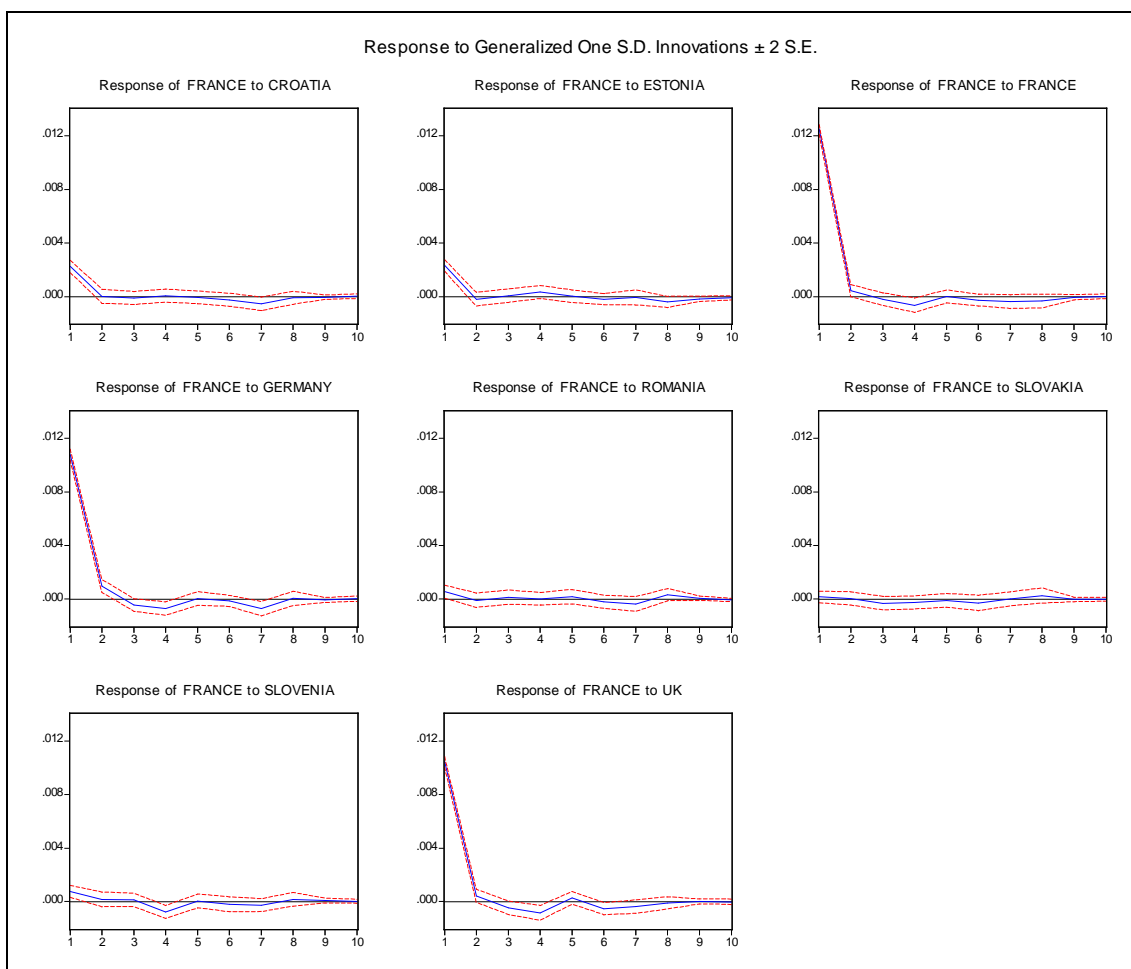 Response to Generalized One S.D. Innovations ± 2 S.E.
Response of FRANCE to CROATIA
.012
.008
.004
.000
1 2 3 4 5 6 7 8 9 10
Response of FRANCE to ESTONIA
.012
.008
.004
.000
1 2 3 4 5 6 7 8 9 10
Response of FRANCE to FRANCE
.012
.008
.004
.000
1 2 3 4 5 6 7 8 9 10
Response of FRANCE to GERMANY
.012
.008
.004
.000
1 2 3 4 5 6 7 8 9 10
Response of FRANCE to ROMANIA
.012
.008
.004
.000
1 2 3 4 5 6 7 8 9 10
Response of FRANCE to SLOVAKIA
.012
.008
.004
.000
1 2 3 4 5 6 7 8 9 10
Response of FRANCE to SLOVENIA
.012
.008
.004
.000
1 2 3 4 5 6 7 8 9 10
Response of FRANCE to UK
.012
.008
.004
.000
1 2 3 4 5 6 7 8 9 10